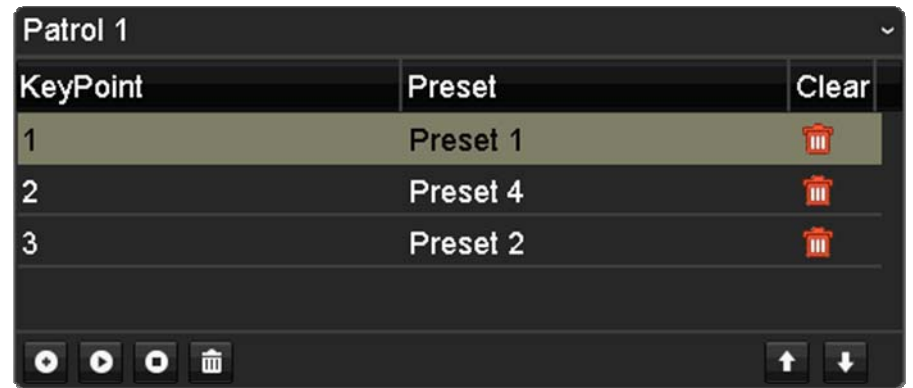 Patrol 1
KeyPoint Preset Clear
1 Preset 1
2 Preset 4
3 Preset 2